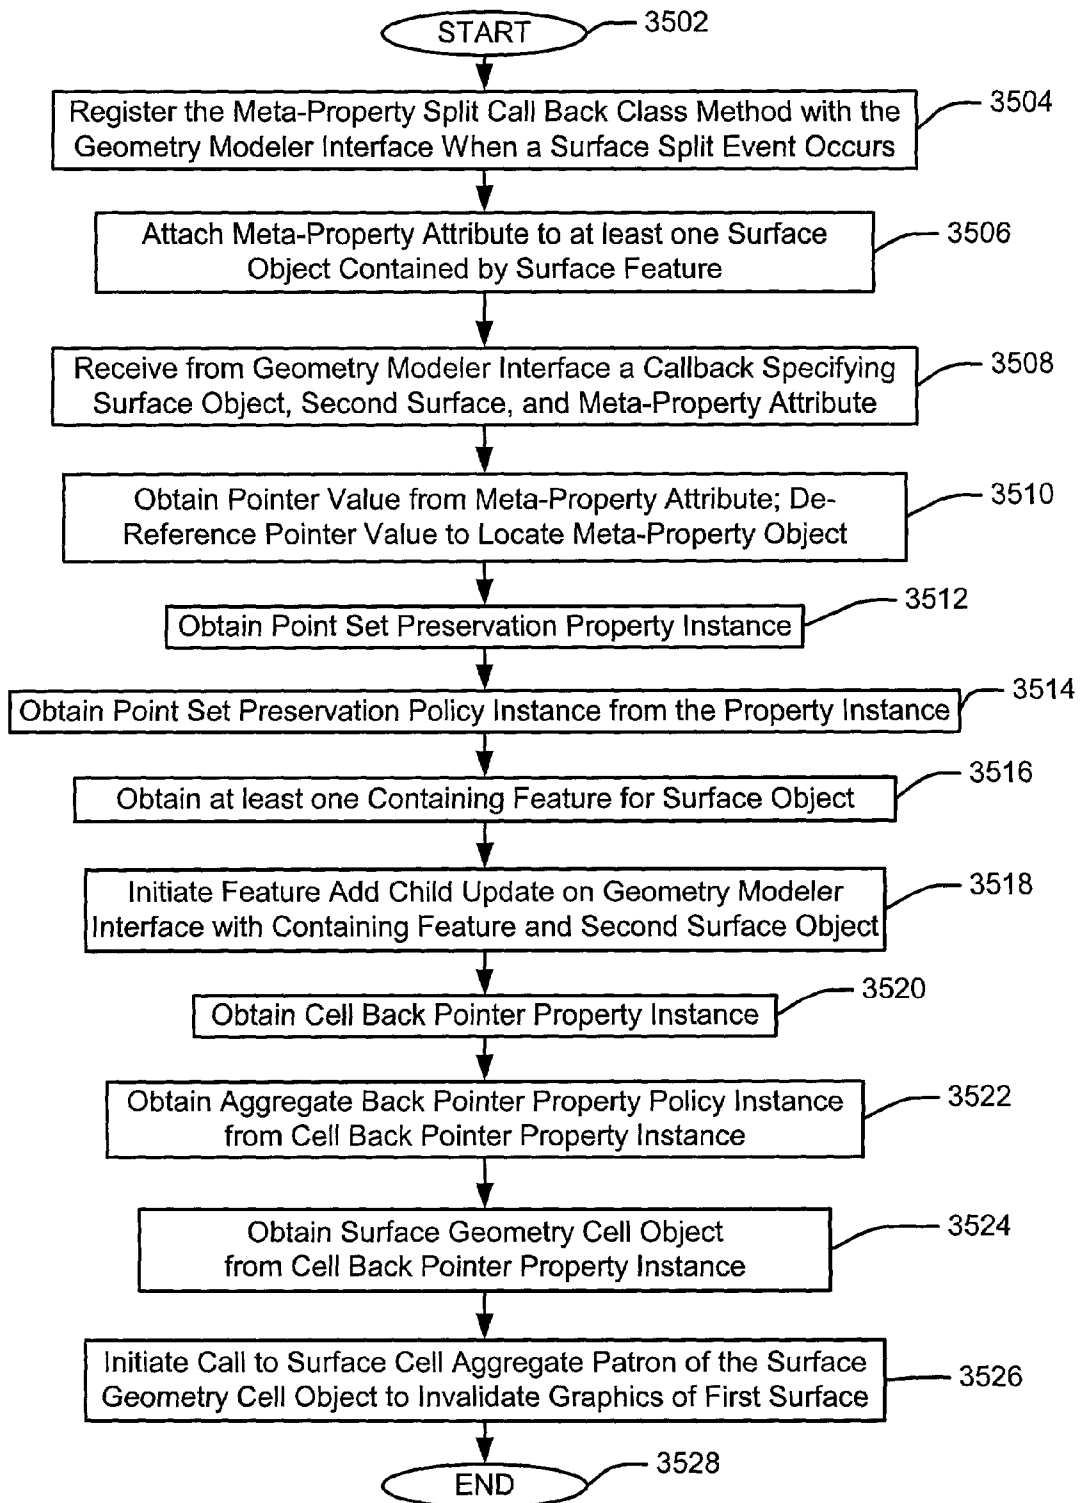 START
3502
Register the Meta-Property Split Call Back Class Method with the
Geometry Modeler Interface When a Surface Split Event Occurs
3504
Attach Meta-Property Attribute to at least one Surface
Object Contained by Surface Feature
3506
Receive from Geometry Modeler Interface a Callback Specifying
Surface Object, Second Surface, and Meta-Property Attribute
3508
Obtain Pointer Value from Meta-Property Attribute; De-
Reference Pointer Value to Locate Meta-Property Object
3510
Obtain Point Set Preservation Property Instance
3512
Obtain Point Set Preservation Policy Instance from the Property Instance
3514
Obtain at least one Containing Feature for Surface Object
3516
Initiate Feature Add Child Update on Geometry Modeler
Interface with Containing Feature and Second Surface Object
3518
Obtain Cell Back Pointer Property Instance
3520
Obtain Aggregate Back Pointer Property Policy Instance
from Cell Back Pointer Property Instance
3522
Obtain Surface Geometry Cell Object
from Cell Back Pointer Property Instance
3524
Initiate Call to Surface Cell Aggregate Patron of the Surface
Geometry Cell Object to Invalidate Graphics of First Surface
3526
END
3528